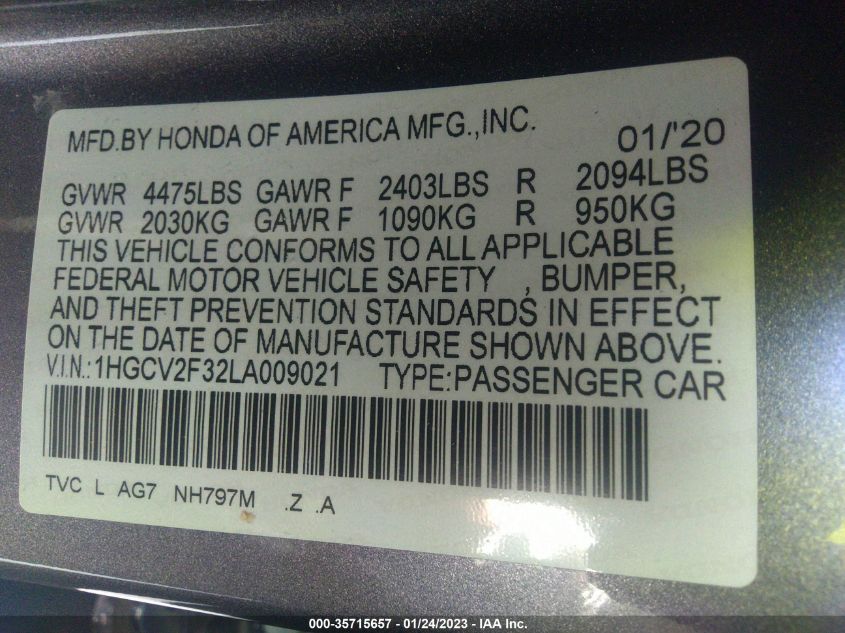 MFD.BY HONDA OF AMERICA MFG.,INC. 01/'20
GVWR 4475LBS GAWR F 2403LBS R 2094LBS
GVWR 2030KG GAWR F 1090KG R 950KG
THIS VEHICLE CONFORMS TO ALL APPLICABLE
FEDERAL MOTOR VEHICLE SAFETY , BUMPER,
AND THEFT PREVENTION STANDARDS IN EFFECT
ON THE DATE OF MANUFACTURE SHOWN ABOVE.
V.I.N.:1HGCV2F32LA009021 TYPE:PASSENGER CAR
TVC L AG7 NH797M .Z .A
000-35715657 - 01/24/2023 - IAA Inc.